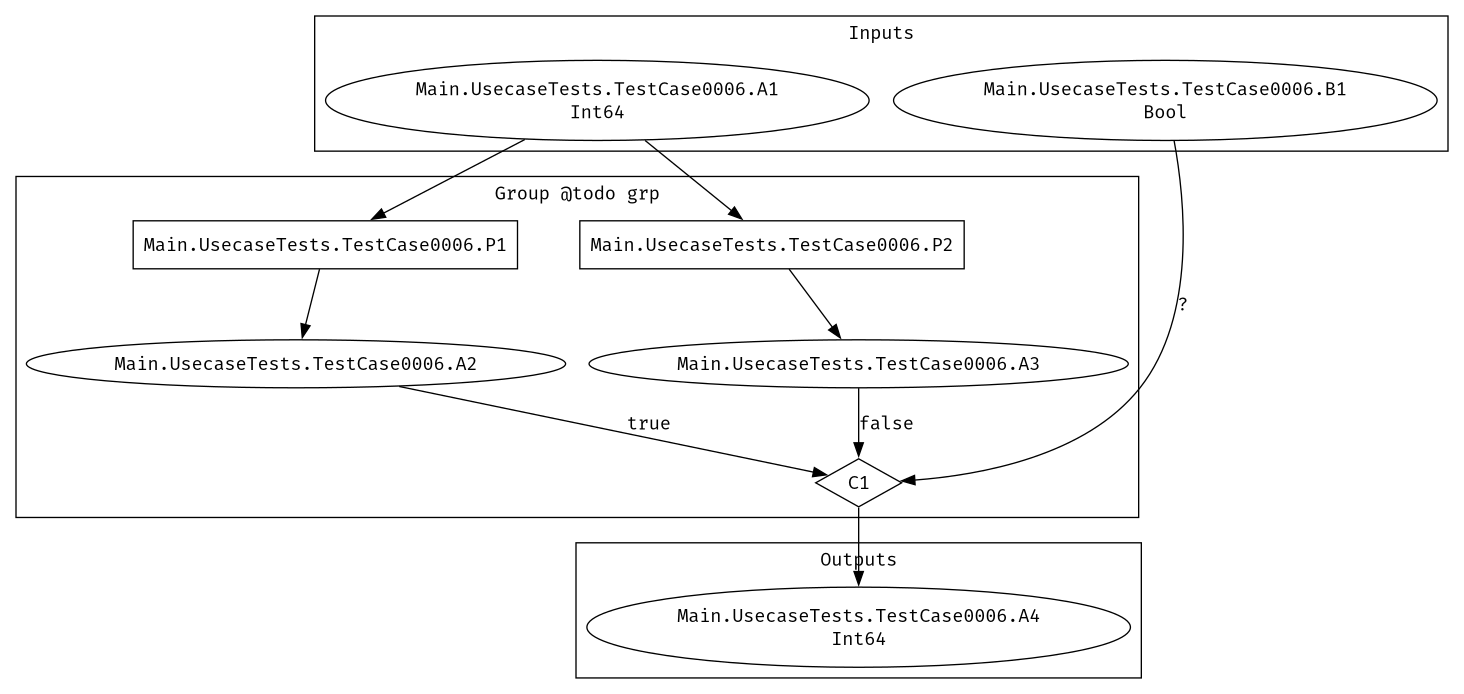 Inputs
Main.UsecaseTests.TestCase0006.A1
Int64
Main.UsecaseTests.TestCase0006.B1
Bool
Group @todo grp
Main.UsecaseTests.TestCase0006.P1
Main.UsecaseTests.TestCase0006.P2
?
Main.UsecaseTests.TestCase0006.A2
Main.UsecaseTests.TestCase0006.A3
true
false
C1
Outputs
Main.UsecaseTests.TestCase0006.A4
Int64